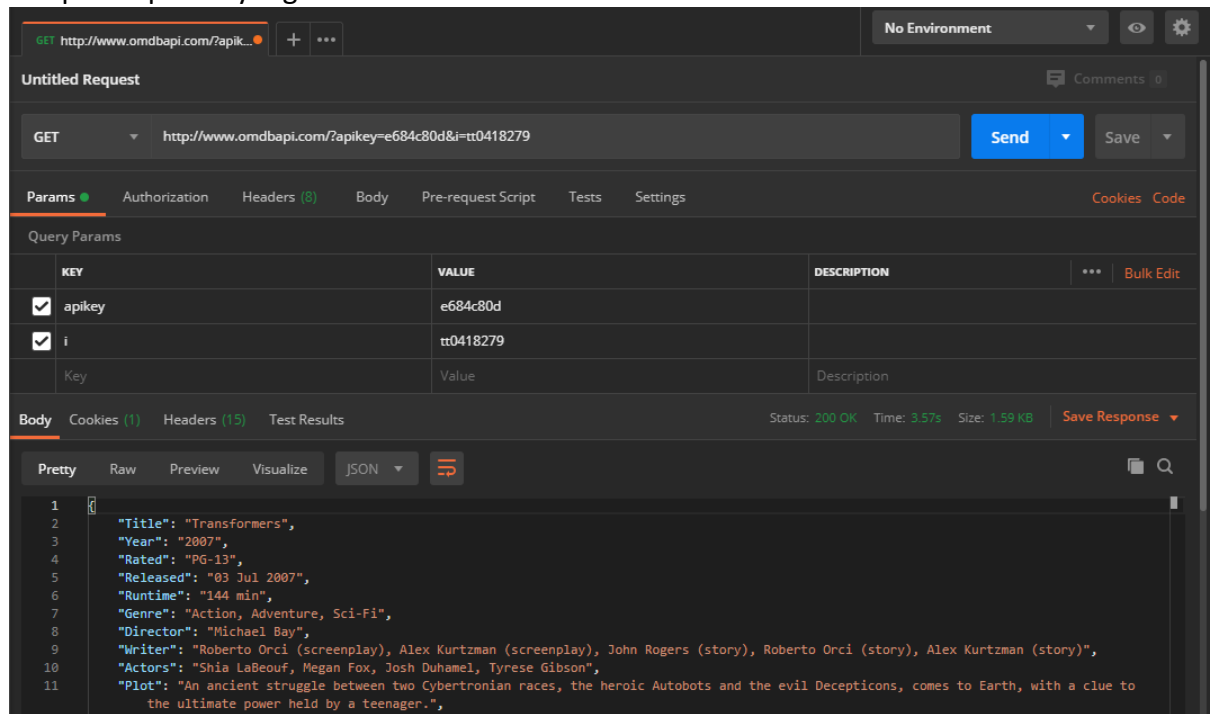 GET http://www.omdbapi.com/?apik... + ••• No Environment
Untitled Request Comments 0
GET http://www.omdbapi.com/?apikey=e684c80d&i=tt0418279 Send Save
Params Authorization Headers (8) Body Pre-request Script Tests Settings Cookies Code
Query Params
KEY VALUE DESCRIPTION ••• Bulk Edit
apikey e684c80d
i tt0418279
Key Value Description
Body Cookies (1) Headers (15) Test Results Status: 200 OK Time: 3.57s Size: 1.59 KB Save Response
Pretty Raw Preview Visualize JSON
1 {
2 "Title": "Transformers",
3 "Year": "2007",
4 "Rated": "PG-13",
5 "Released": "03 Jul 2007",
6 "Runtime": "144 min",
7 "Genre": "Action, Adventure, Sci-Fi",
8 "Director": "Michael Bay",
9 "Writer": "Roberto Orci (screenplay), Alex Kurtzman (screenplay), John Rogers (story), Roberto Orci (story), Alex Kurtzman (story)",
10 "Actors": "Shia LaBeouf, Megan Fox, Josh Duhamel, Tyrese Gibson",
11 "Plot": "An ancient struggle between two Cybertronian races, the heroic Autobots and the evil Decepticons, comes to Earth, with a clue to
the ultimate power held by a teenager.",